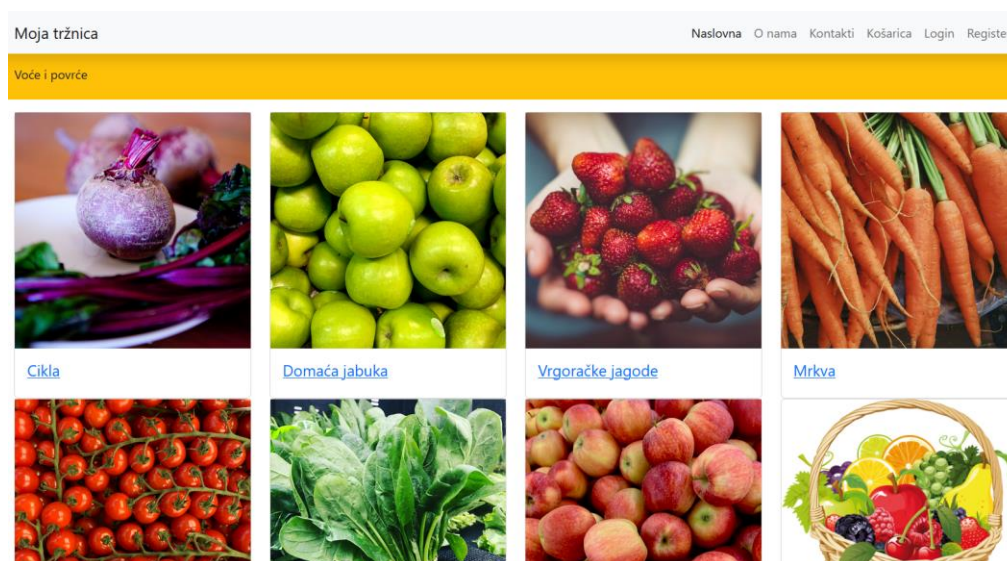 Moja tržnica
Naslovna O nama Kontakti Košarica Login Registe
Voće i povrće
Cikla
Domaća jabuka
Vrgoračke jagode
Mrkva